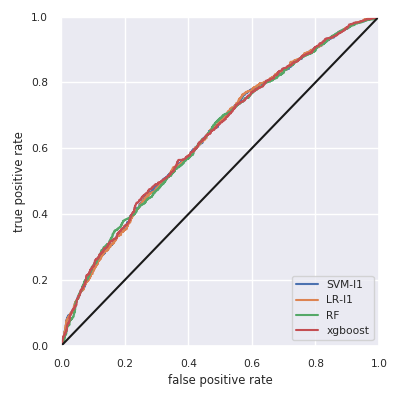 1.0
0.8
0.6
0.4
0.2
0.0
true positive rate
0.0 0.2 0.4 0.6 0.8 1.0
false positive rate
SVM-l1
LR-l1
RF
xgboost